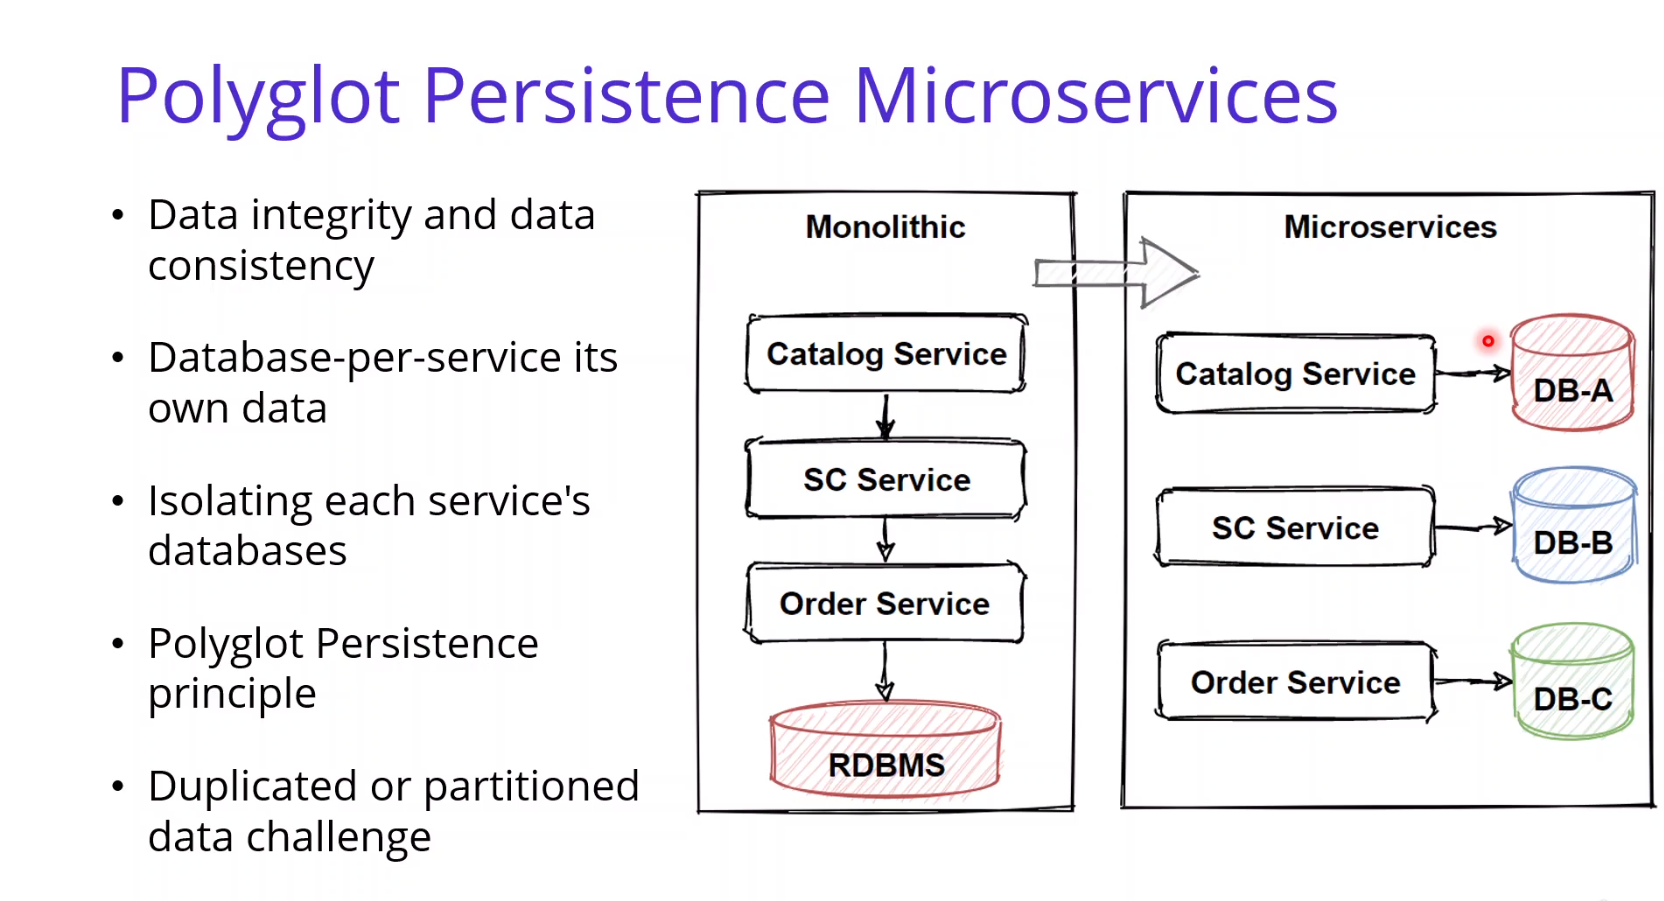 Polyglot Persistence Microservices
• Data integrity and data
consistency
• Database-per-service its
own data
• Isolating each service's
databases
• Polyglot Persistence
principle
• Duplicated or partitioned
data challenge
Monolithic
Catalog Service
SC Service
Order Service
RDBMS
Microservices
Catalog Service
DB-A
SC Service
DB-B
Order Service
DB-C